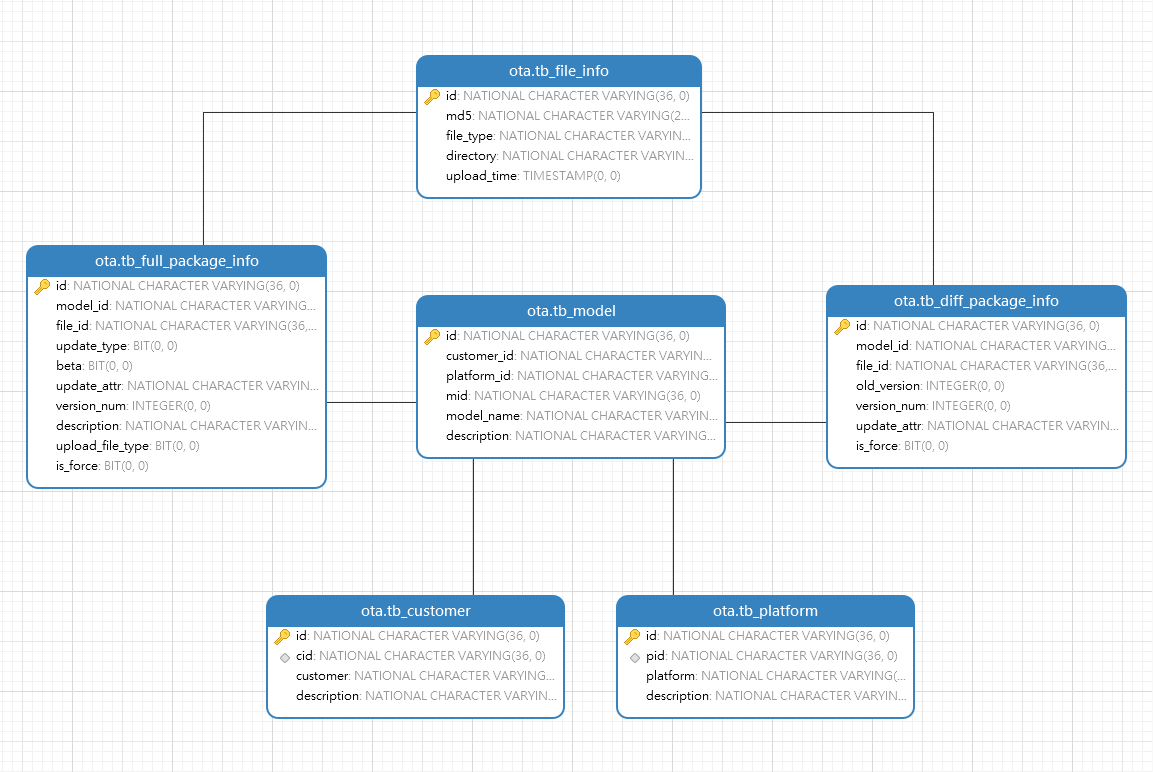 ota.tb_file_info
id: NATIONAL CHARACTER VARYING(36, 0)
md5: NATIONAL CHARACTER VARYING(2...
file_type: NATIONAL CHARACTER VARYIN...
directory: NATIONAL CHARACTER VARYIN...
upload_time: TIMESTAMP(0, 0)
ota.tb_full_package_info
id: NATIONAL CHARACTER VARYING(36, 0)
model_id: NATIONAL CHARACTER VARYING...
file_id: NATIONAL CHARACTER VARYING(36,...
update_type: BIT(0, 0)
beta: BIT(0, 0)
update_attr: NATIONAL CHARACTER VARYIN...
version_num: INTEGER(0, 0)
description: NATIONAL CHARACTER VARYIN...
upload_file_type: BIT(0, 0)
is_force: BIT(0, 0)
ota.tb_model
id: NATIONAL CHARACTER VARYING(36, 0)
customer_id: NATIONAL CHARACTER VARYIN...
platform_id: NATIONAL CHARACTER VARYING...
mid: NATIONAL CHARACTER VARYING(36, 0)
model_name: NATIONAL CHARACTER VARYIN...
description: NATIONAL CHARACTER VARYING...
ota.tb_diff_package_info
id: NATIONAL CHARACTER VARYING(36, 0)
model_id: NATIONAL CHARACTER VARYING...
file_id: NATIONAL CHARACTER VARYING(36,...
old_version: INTEGER(0, 0)
version_num: INTEGER(0, 0)
update_attr: NATIONAL CHARACTER VARYIN...
is_force: BIT(0, 0)
ota.tb_customer
id: NATIONAL CHARACTER VARYING(36, 0)
cid: NATIONAL CHARACTER VARYING(36, 0)
customer: NATIONAL CHARACTER VARYING...
description: NATIONAL CHARACTER VARYIN...
ota.tb_platform
id: NATIONAL CHARACTER VARYING(36, 0)
pid: NATIONAL CHARACTER VARYING(36, 0)
platform: NATIONAL CHARACTER VARYING(...
description: NATIONAL CHARACTER VARYIN...